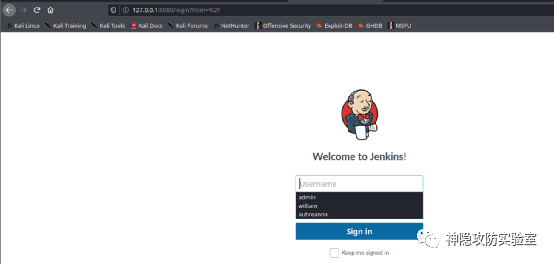 127.0.0.1:8080/login?from=%2F
Kali Linux Kali Training Kali Tools Kali Docs Kali Forums NetHunter Offensive Security Exploit-DB GHDB MSFU
Welcome to Jenkins!
Username
admin
william
aubreanna
Sign in
神隐攻防实验室
Keep me signed in